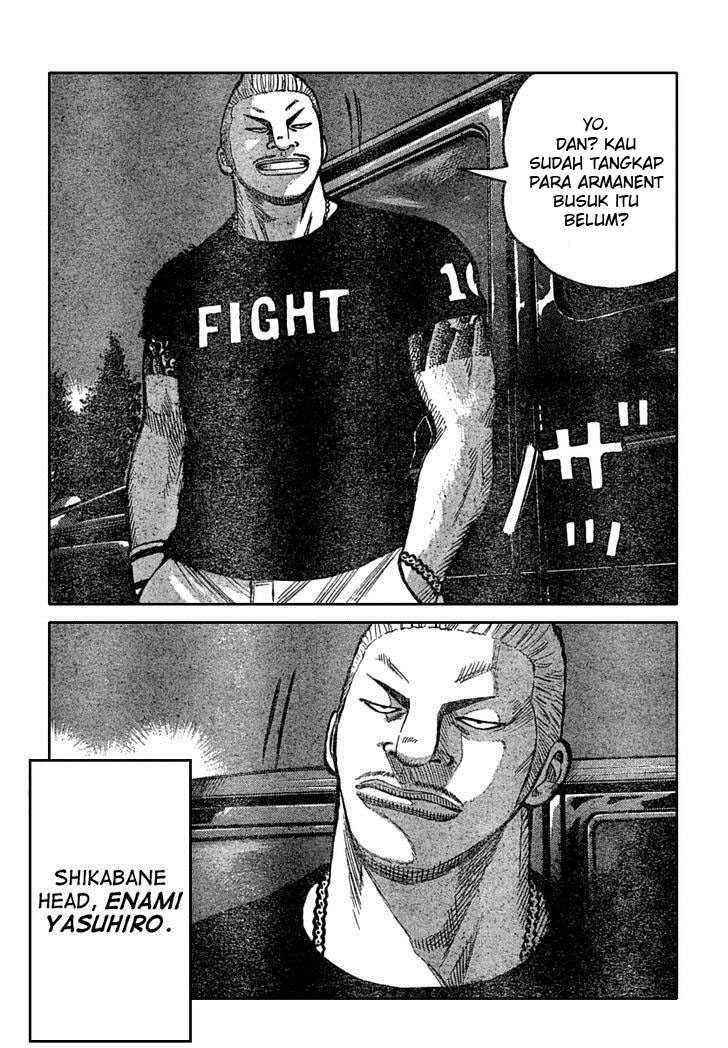 YO.
DAN? KAU
SUDAH TANGKAP
PARA ARMANENT
BUSUK ITU
BELUM?
FIGHT
ザッ
SHIKABANE
HEAD, ENAMI
YASUHIRO.